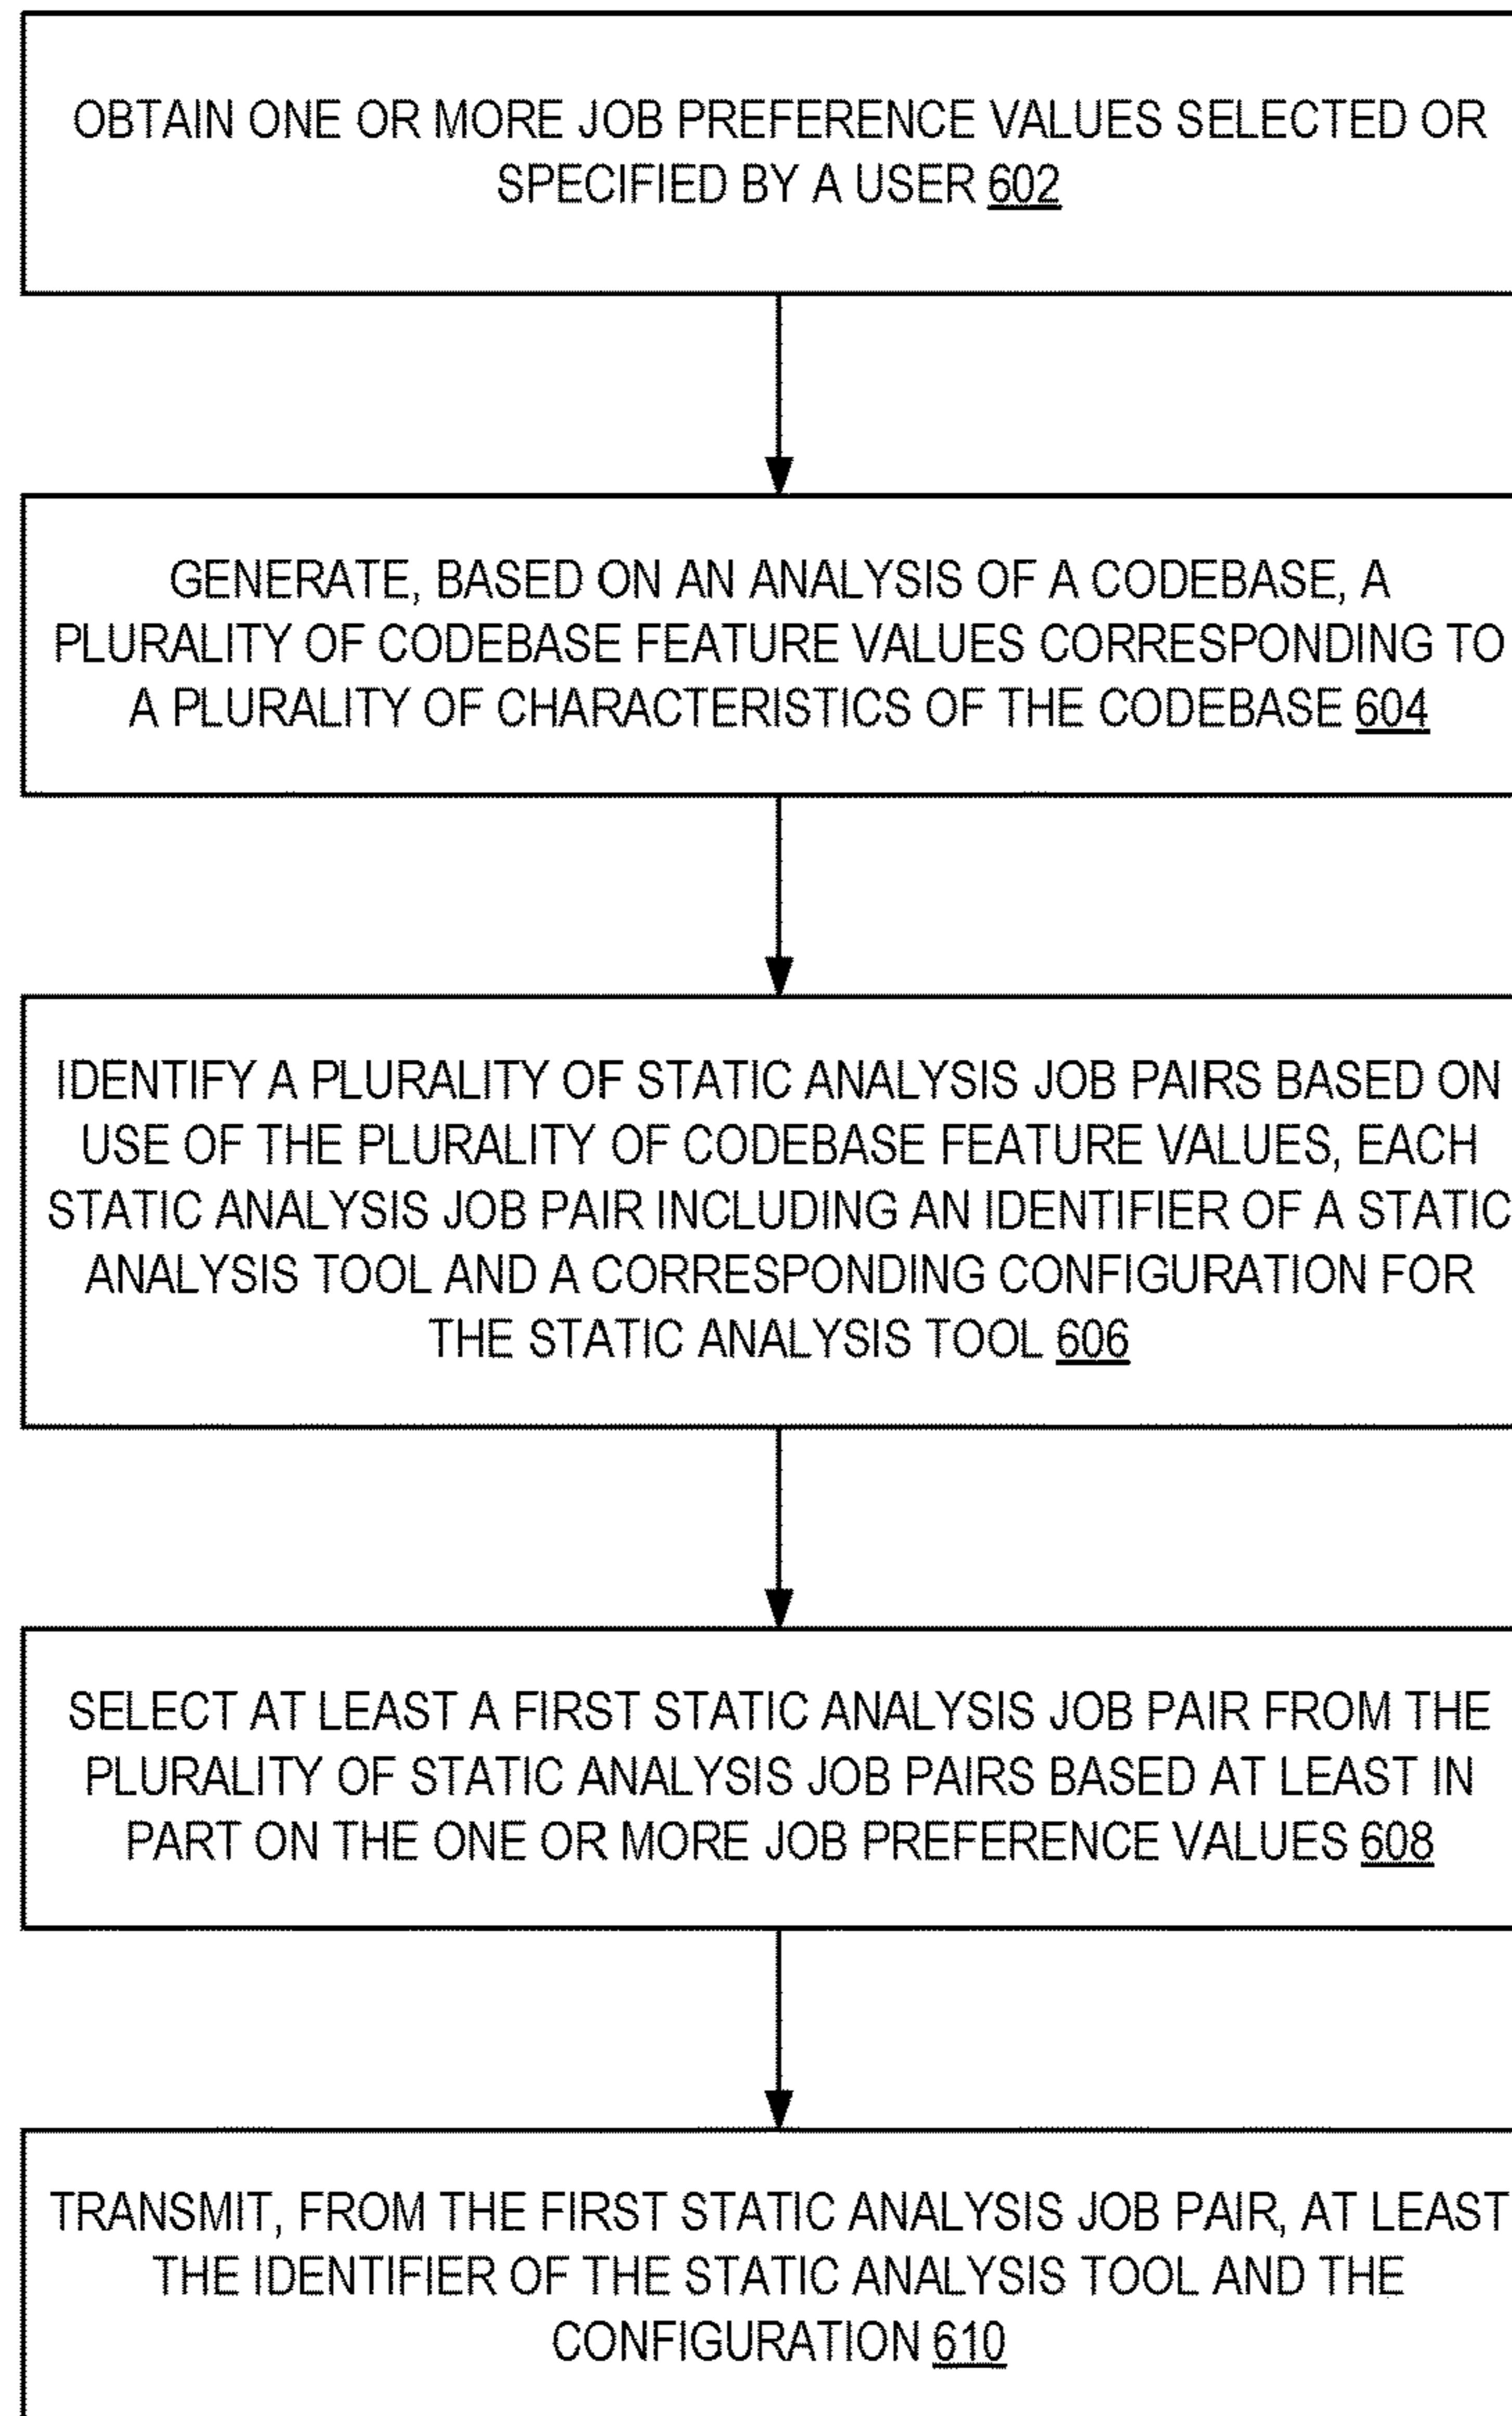 OBTAIN ONE OR MORE JOB PREFERENCE VALUES SELECTED OR
SPECIFIED BY A USER 602
GENERATE, BASED ON AN ANALYSIS OF A CODEBASE, A
PLURALITY OF CODEBASE FEATURE VALUES CORRESPONDING TO
A PLURALITY OF CHARACTERISTICS OF THE CODEBASE 604
IDENTIFY A PLURALITY OF STATIC ANALYSIS JOB PAIRS BASED ON
USE OF THE PLURALITY OF CODEBASE FEATURE VALUES, EACH
STATIC ANALYSIS JOB PAIR INCLUDING AN IDENTIFIER OF A STATIC
ANALYSIS TOOL AND A CORRESPONDING CONFIGURATION FOR
THE STATIC ANALYSIS TOOL 606
SELECT AT LEAST A FIRST STATIC ANALYSIS JOB PAIR FROM THE
PLURALITY OF STATIC ANALYSIS JOB PAIRS BASED AT LEAST IN
PART ON THE ONE OR MORE JOB PREFERENCE VALUES 608
TRANSMIT, FROM THE FIRST STATIC ANALYSIS JOB PAIR, AT LEAST
THE IDENTIFIER OF THE STATIC ANALYSIS TOOL AND THE
CONFIGURATION 610